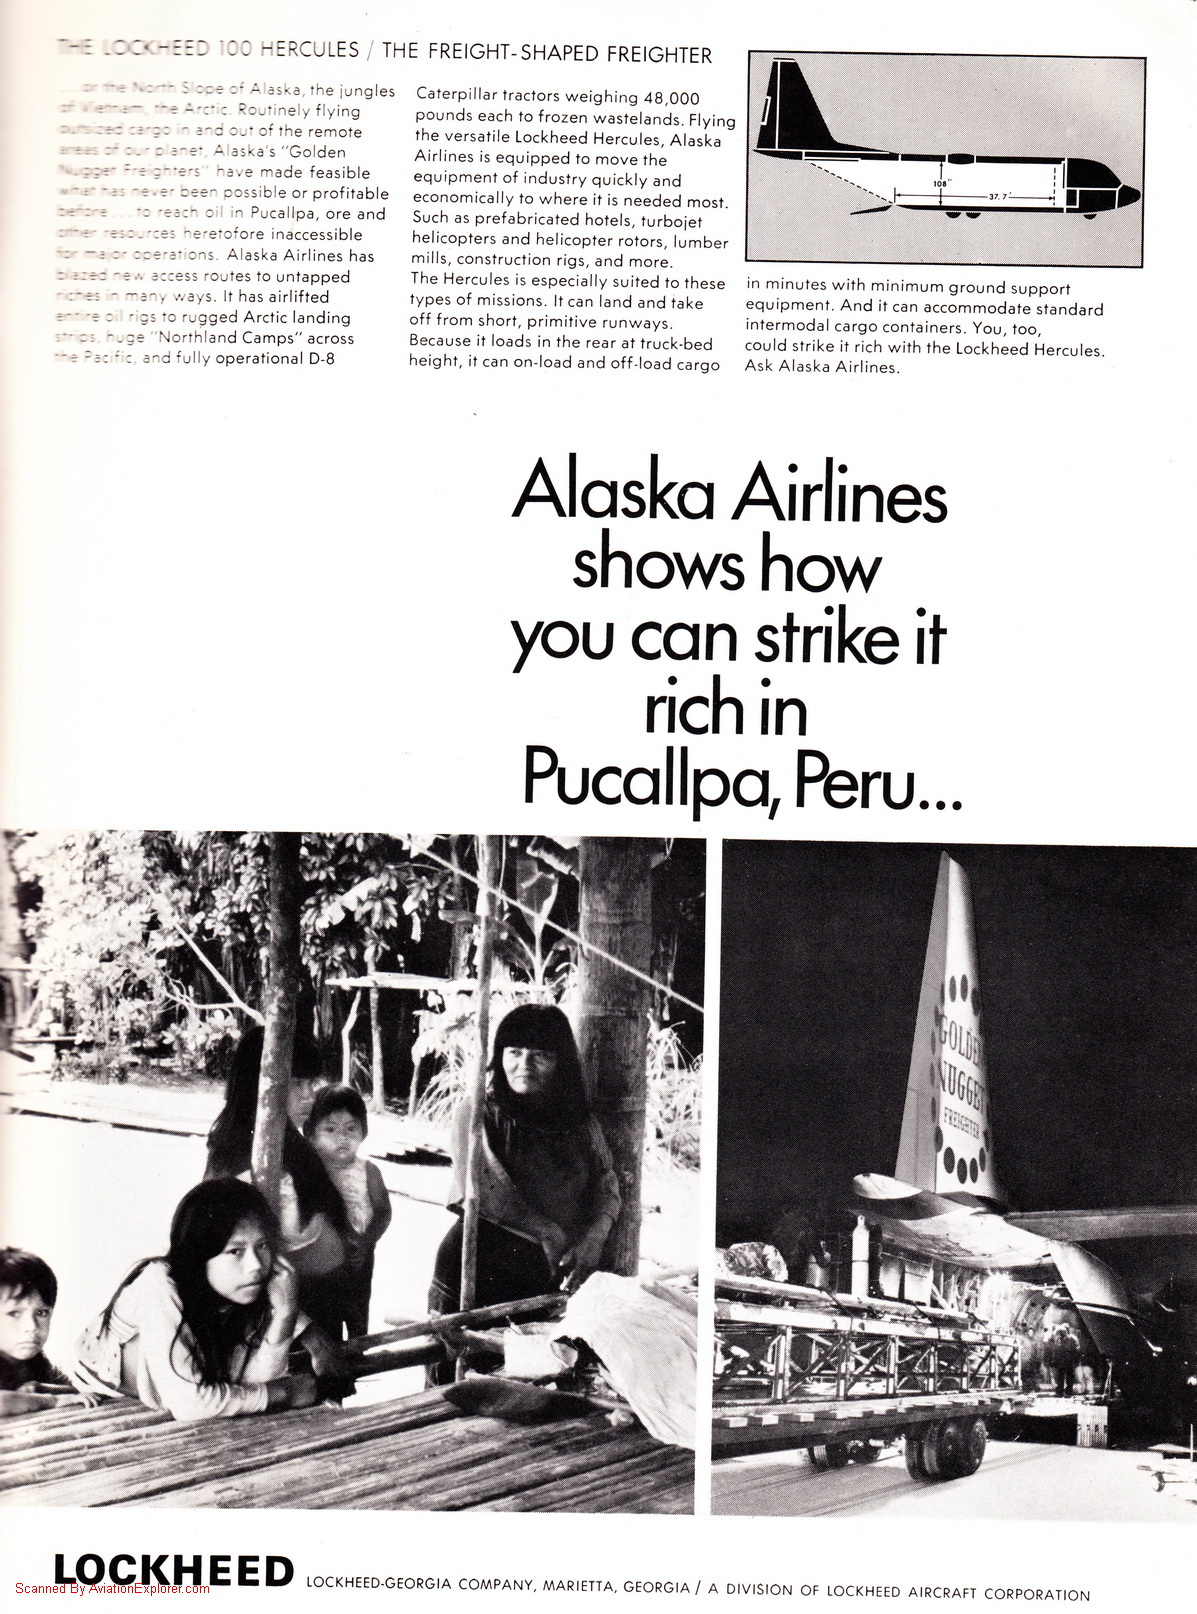 THE LOCKHEED 100 HERCULES / THE FREIGHT-SHAPED FREIGHTER
...or the North Slope of Alaska, the jungles
of Vietnam, the Arctic. Routinely flying
outsized cargo in and out of the remote
areas of our planet, Alaska's "Golden
Nugget Freighters" have made feasible
what has never been possible or profitable
before...to reach oil in Pucallpa, ore and
other resources heretofore inaccessible
for major operations. Alaska Airlines has
blazed new access routes to untapped
riches in many ways. It has airlifted
entire oil rigs to rugged Arctic landing
strips, huge "Northland Camps" across
the Pacific, and fully operational D-8
Caterpillar tractors weighing 48,000
pounds each to frozen wastelands. Flying
the versatile Lockheed Hercules, Alaska
Airlines is equipped to move the
equipment of industry quickly and
economically to where it is needed most.
Such as prefabricated hotels, turbojet
helicopters and helicopter rotors, lumber
mills, construction rigs, and more.
The Hercules is especially suited to these
types of missions. It can land and take
off from short, primitive runways.
Because it loads in the rear at truck-bed
height, it can on-load and off-load cargo
108"
37.7'
in minutes with minimum ground support
equipment. And it can accommodate standard
intermodal cargo containers. You, too,
could strike it rich with the Lockheed Hercules.
Ask Alaska Airlines.
Alaska Airlines
shows how
you can strike it
rich in
Pucallpa, Peru...
GOLDEN
NUGGET
FREIGHTER
LOCKHEED
LOCKHEED-GEORGIA COMPANY, MARIETTA, GEORGIA / A DIVISION OF LOCKHEED AIRCRAFT CORPORATION
Scanned By AviationExplorer.com